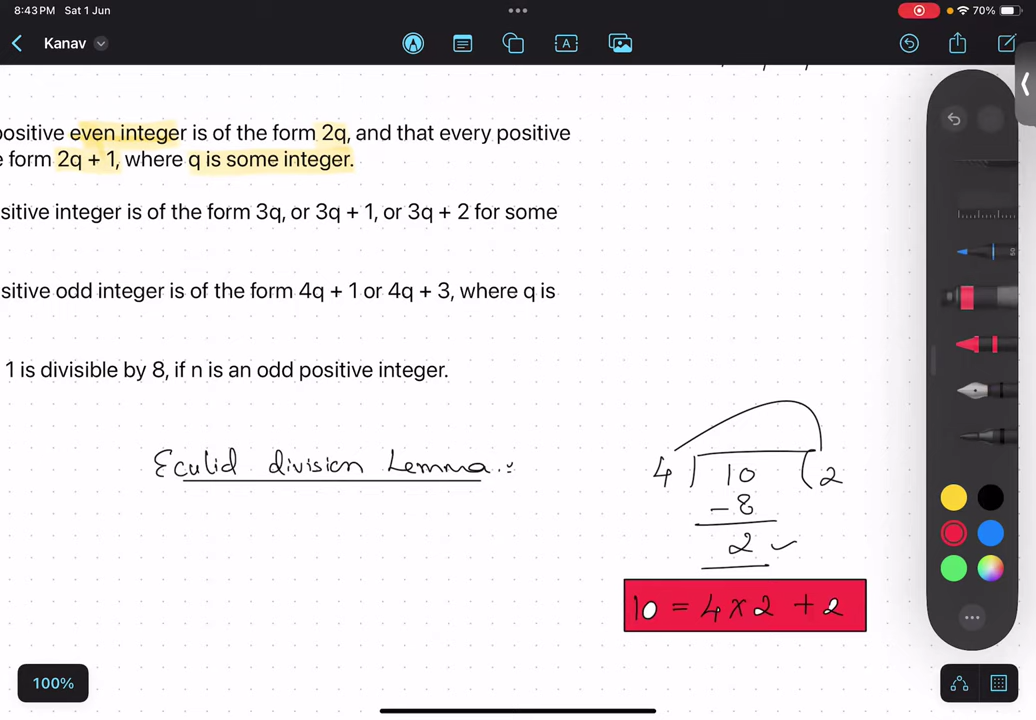 8:43 PM Sat 1 Jun
70%
Kanav
A
positive even integer is of the form 2q, and that every positive
e form 2q + 1, where q is some integer.
sitive integer is of the form 3q, or 3q + 1, or 3q + 2 for some
sitive odd integer is of the form 4q + 1 or 4q + 3, where q is
1 is divisible by 8, if n is an odd positive integer.
Eculid division Lemma :
4 ) 10 ( 2
- 8
2 ✓
10 = 4 × 2 + 2
100%